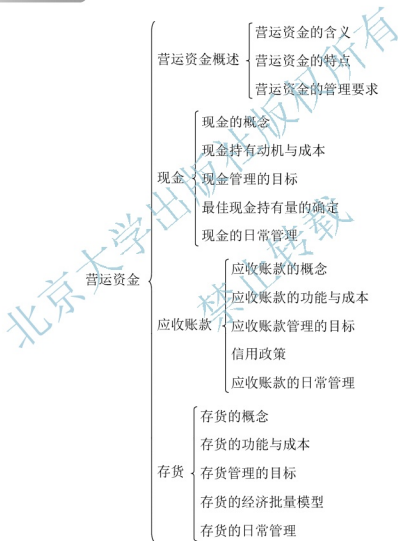 营运资金
营运资金概述
营运资金的含义
营运资金的特点
营运资金的管理要求
现金
现金的概念
现金持有动机与成本
现金管理的目标
最佳现金持有量的确定
现金的日常管理
应收账款
应收账款的概念
应收账款的功能与成本
应收账款管理的目标
信用政策
应收账款的日常管理
存货
存货的概念
存货的功能与成本
存货管理的目标
存货的经济批量模型
存货的日常管理
北京大学出版社版权所有
禁止转载